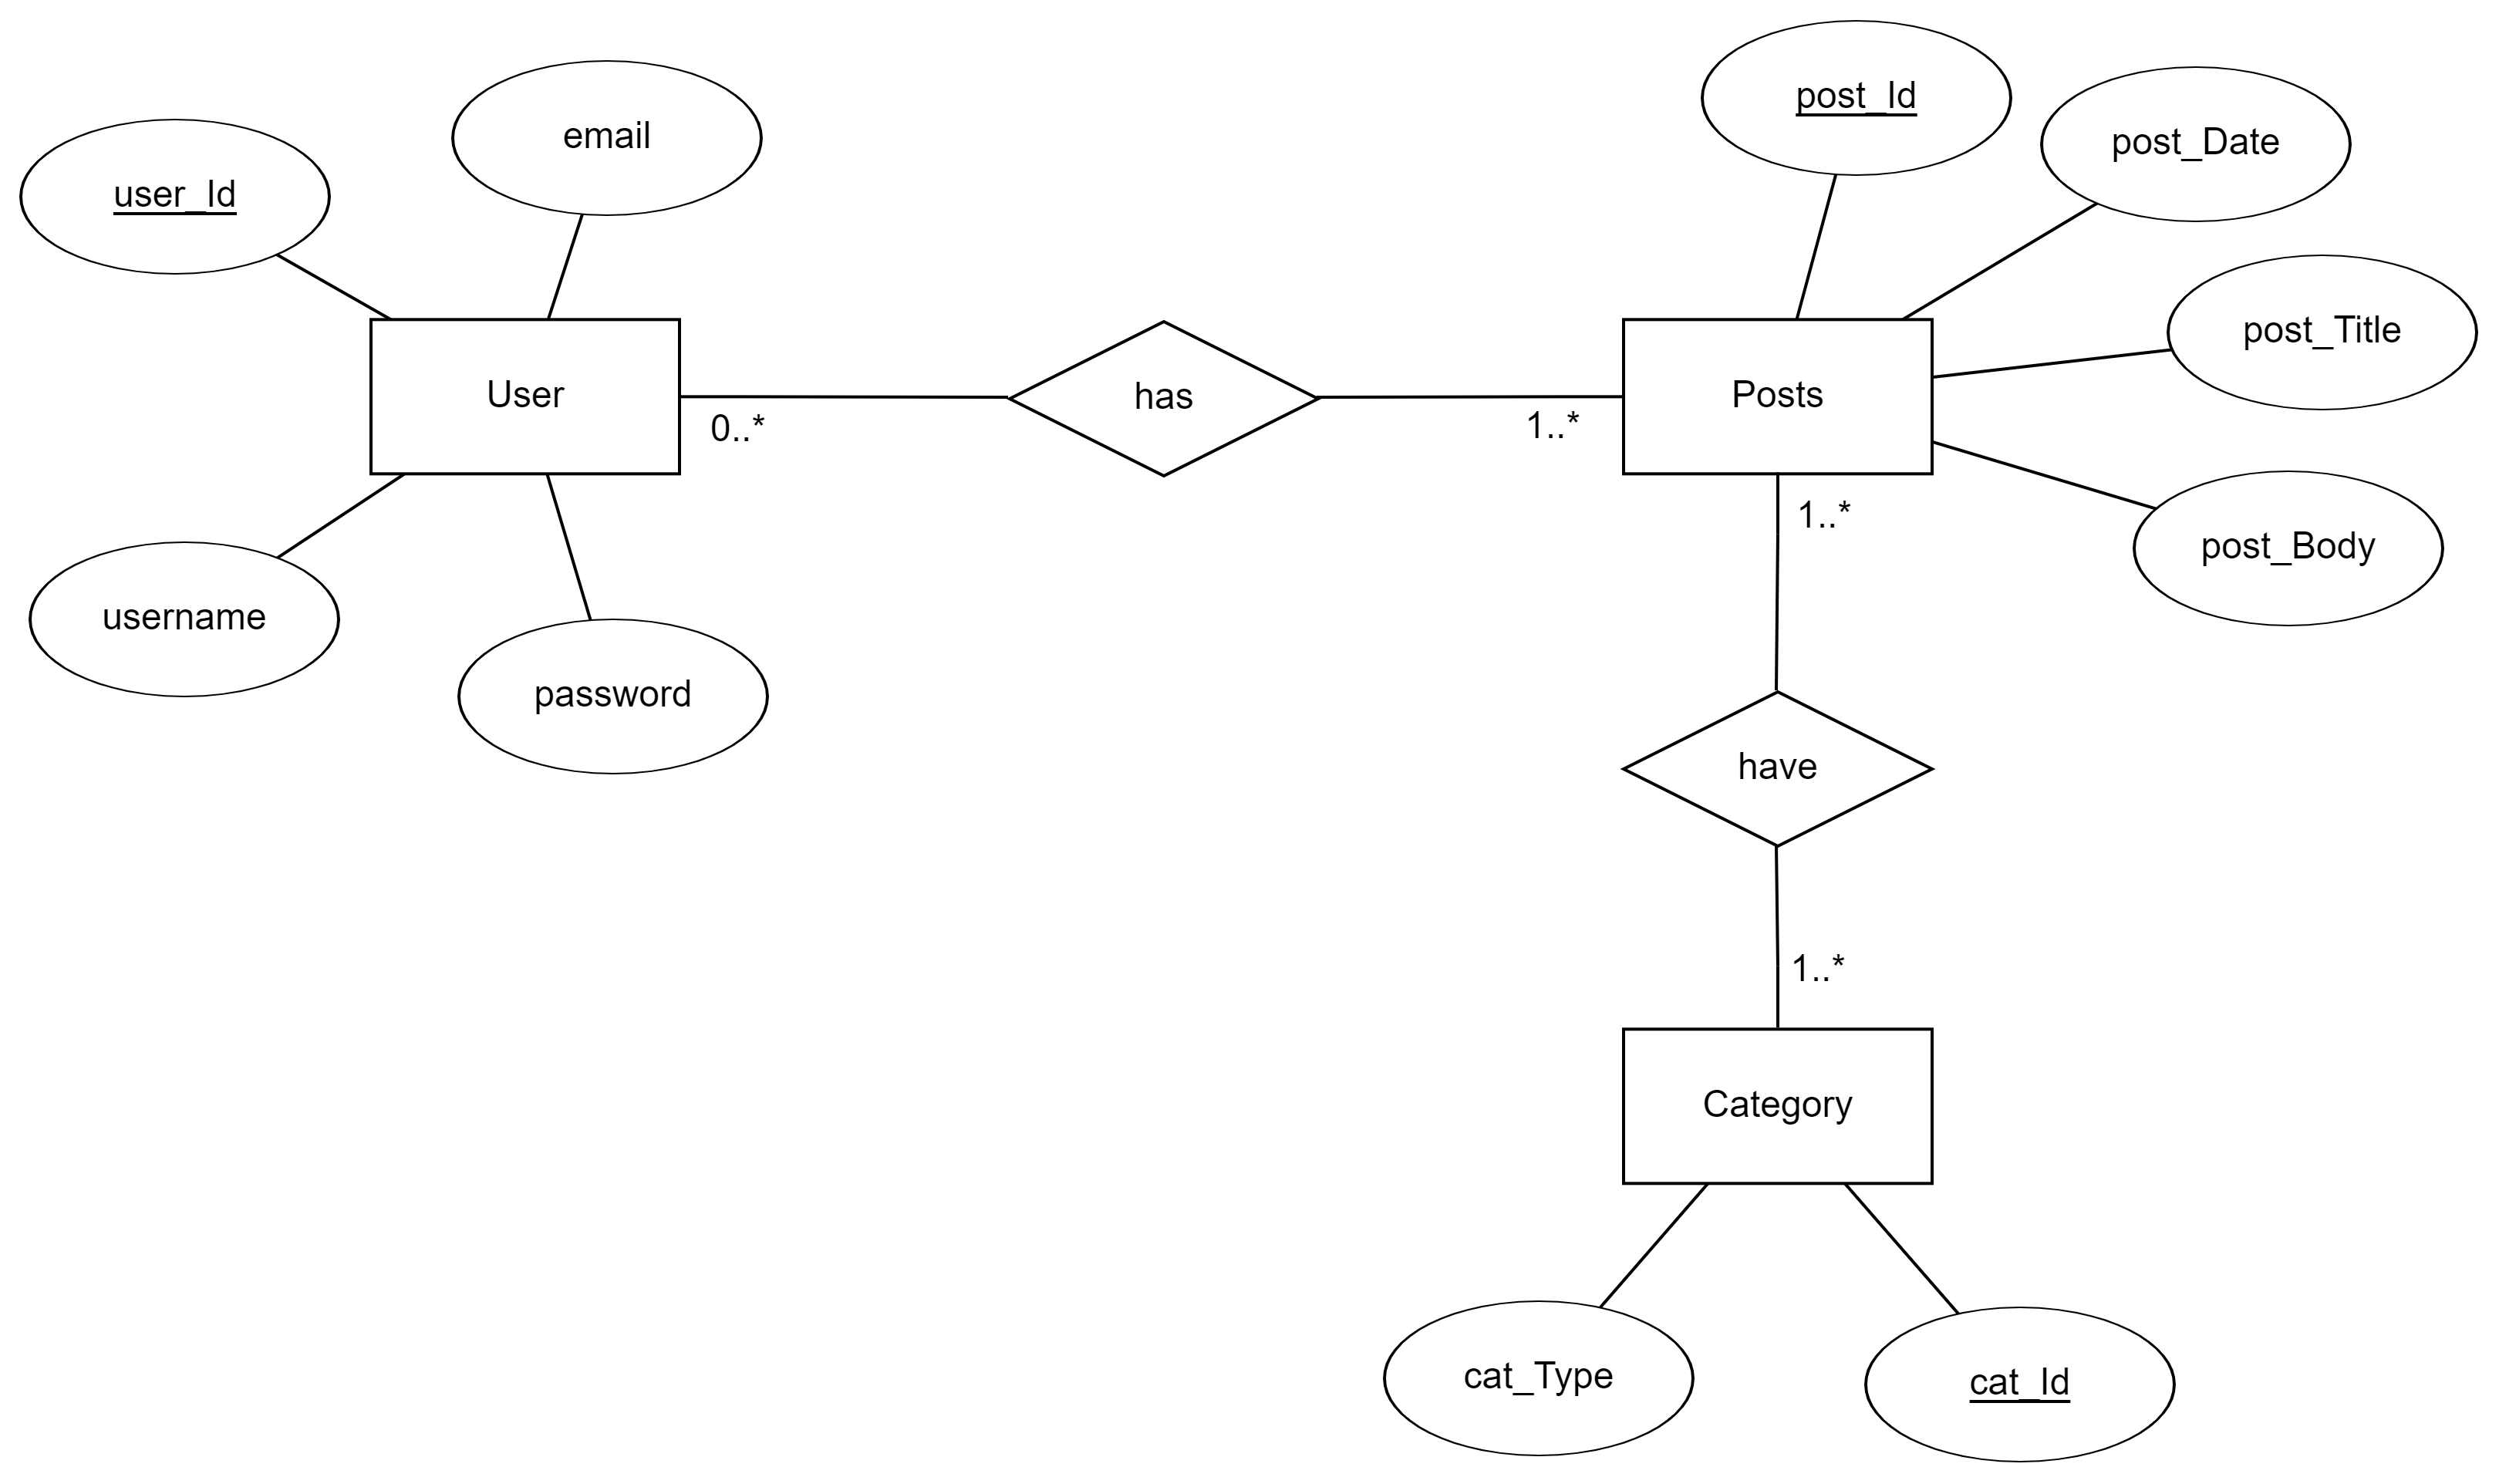 post_Id
email
post_Date
user_Id
post_Title
User
has
Posts
0..*
1..*
1..*
post_Body
username
password
have
1..*
Category
cat_Type
cat_Id